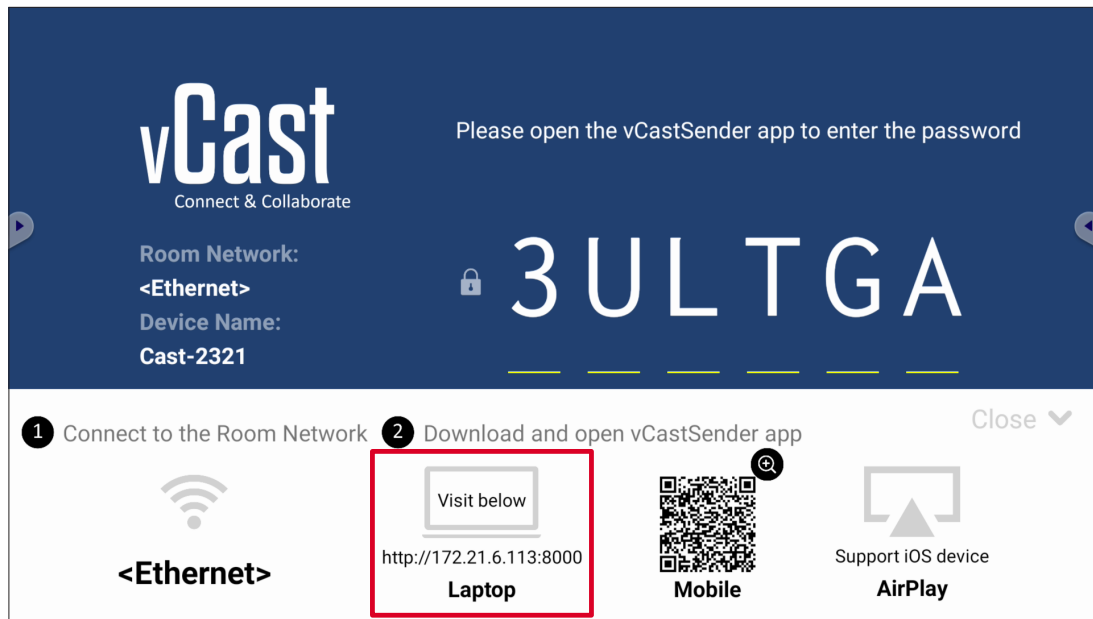 vCast
Connect & Collaborate
Please open the vCastSender app to enter the password
Room Network:
<Ethernet>
Device Name:
Cast-2321
3ULTGA
1 Connect to the Room Network
2 Download and open vCastSender app
Close
<Ethernet>
Visit below
http://172.21.6.113:8000
Laptop
Mobile
Support iOS device
AirPlay